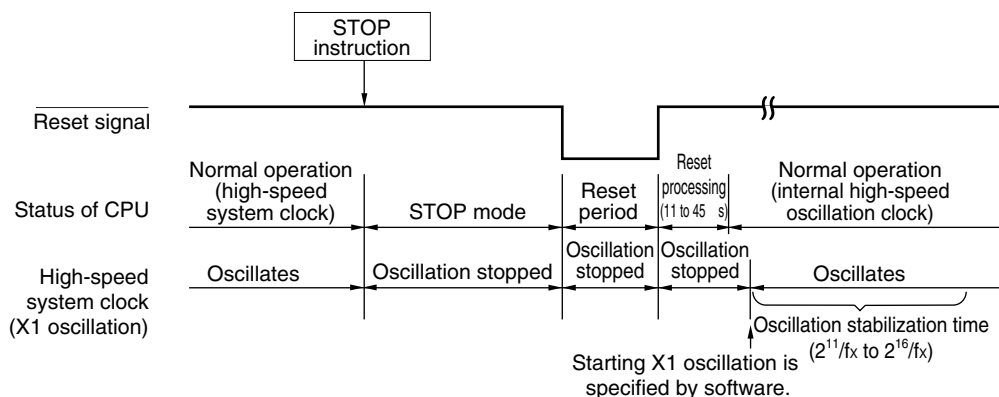 STOP
instruction
Reset signal
Normal operation
(high-speed
system clock)
Status of CPU
STOP mode
Reset
period
Reset
processing
(11 to 45 s)
Normal operation
(internal high-speed
oscillation clock)
High-speed
system clock
(X1 oscillation)
Oscillates
Oscillation stopped
Oscillation
stopped
Oscillation
stopped
Oscillates
Oscillation stabilization time
(2¹¹/fx to 2¹⁶/fx)
Starting X1 oscillation is
specified by software.